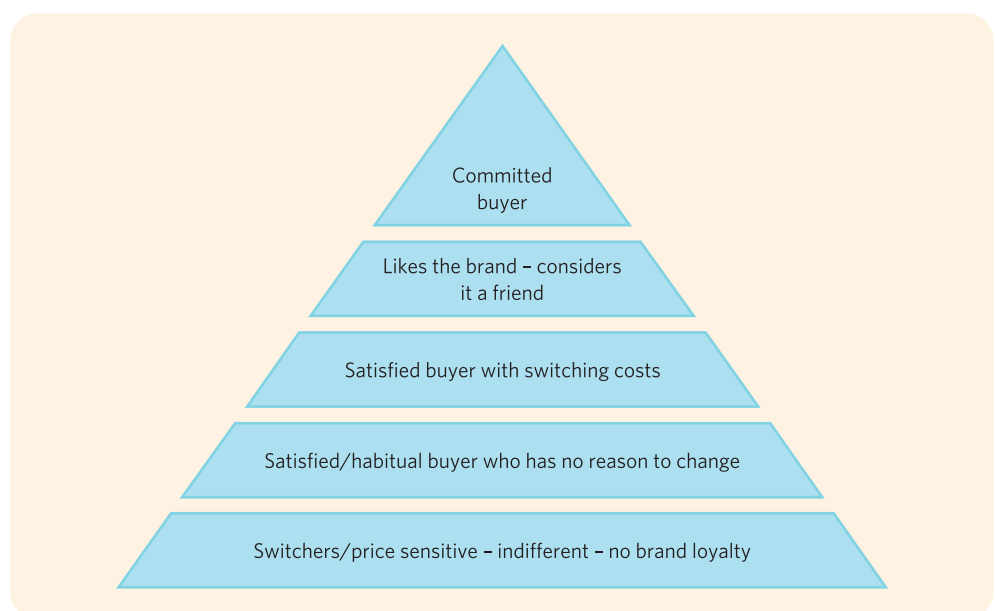 Committed
buyer
Likes the brand – considers
it a friend
Satisfied buyer with switching costs
Satisfied/habitual buyer who has no reason to change
Switchers/price sensitive – indifferent – no brand loyalty